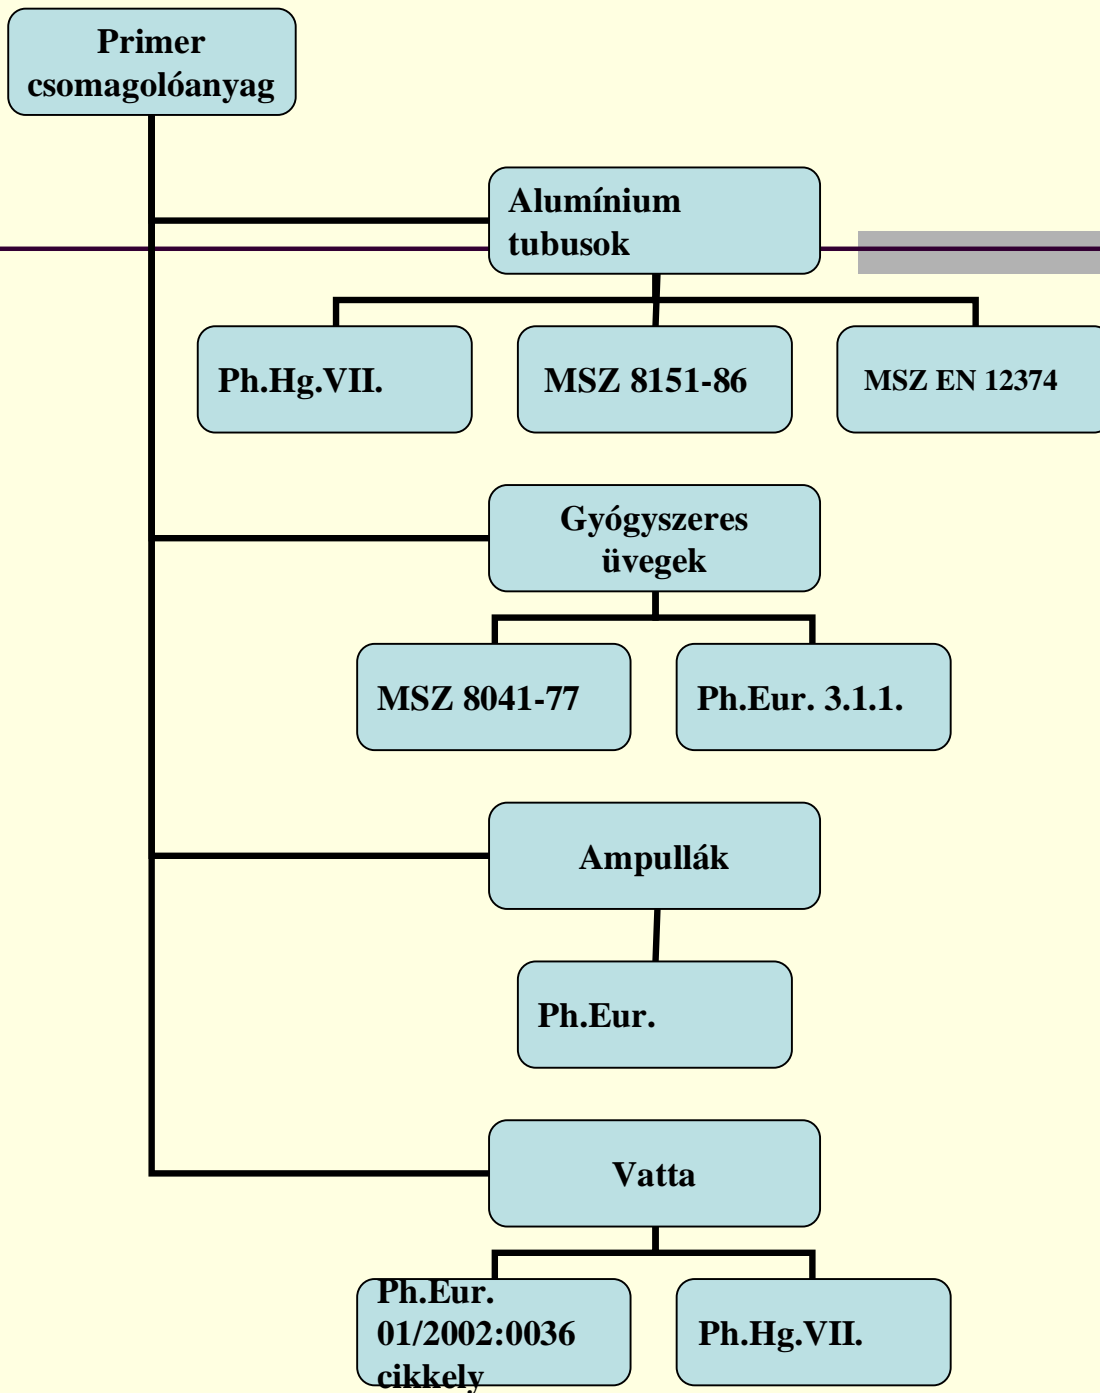 Primer
csomagolóanyag
Alumínium
tubusok
Ph.Hg.VII.
MSZ 8151-86
MSZ EN 12374
Gyógyszeres
üvegek
MSZ 8041-77
Ph.Eur. 3.1.1.
Ampullák
Ph.Eur.
Vatta
Ph.Eur.
01/2002:0036
cikkely
Ph.Hg.VII.